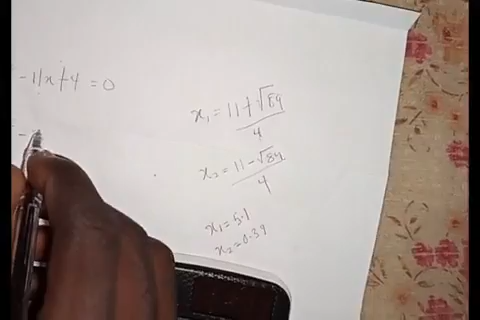 -11x+4 = 0
-
x₁ = 11+√89
4
x₂ = 11-√89
4
x₁ = 5.1
x₂ = 0.39